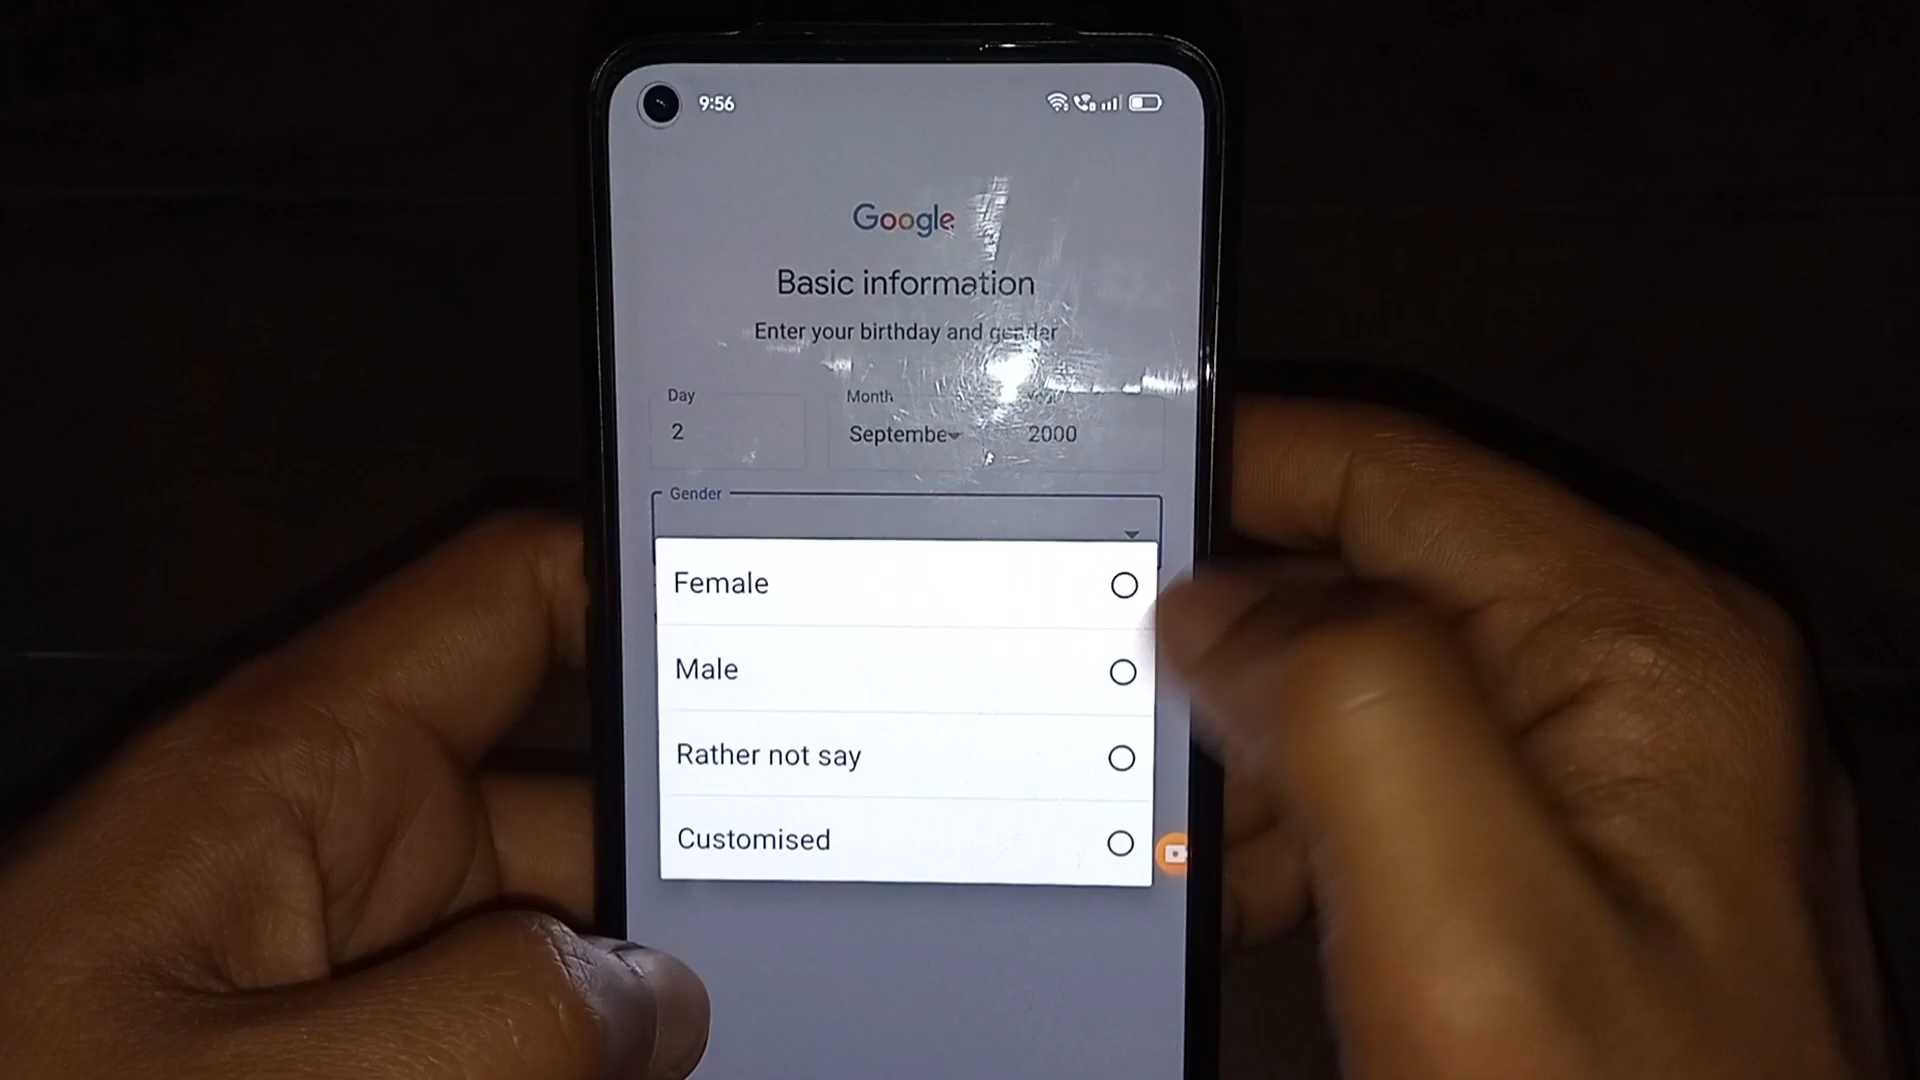 9:56
Google
Basic information
Enter your birthday and gender
Day
Month
Year
2
Septembe
2000
Gender
Female
Male
Rather not say
Customised